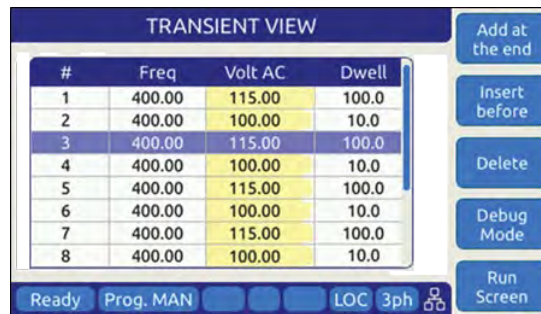 TRANSIENT VIEW
# Freq Volt AC Dwell
1 400.00 115.00 100.0
2 400.00 100.00 10.0
3 400.00 115.00 100.0
4 400.00 100.00 10.0
5 400.00 115.00 100.0
6 400.00 100.00 10.0
7 400.00 115.00 100.0
8 400.00 100.00 10.0
Ready Prog. MAN LOC 3ph
Add at
the end
Insert
before
Delete
Debug
Mode
Run
Screen